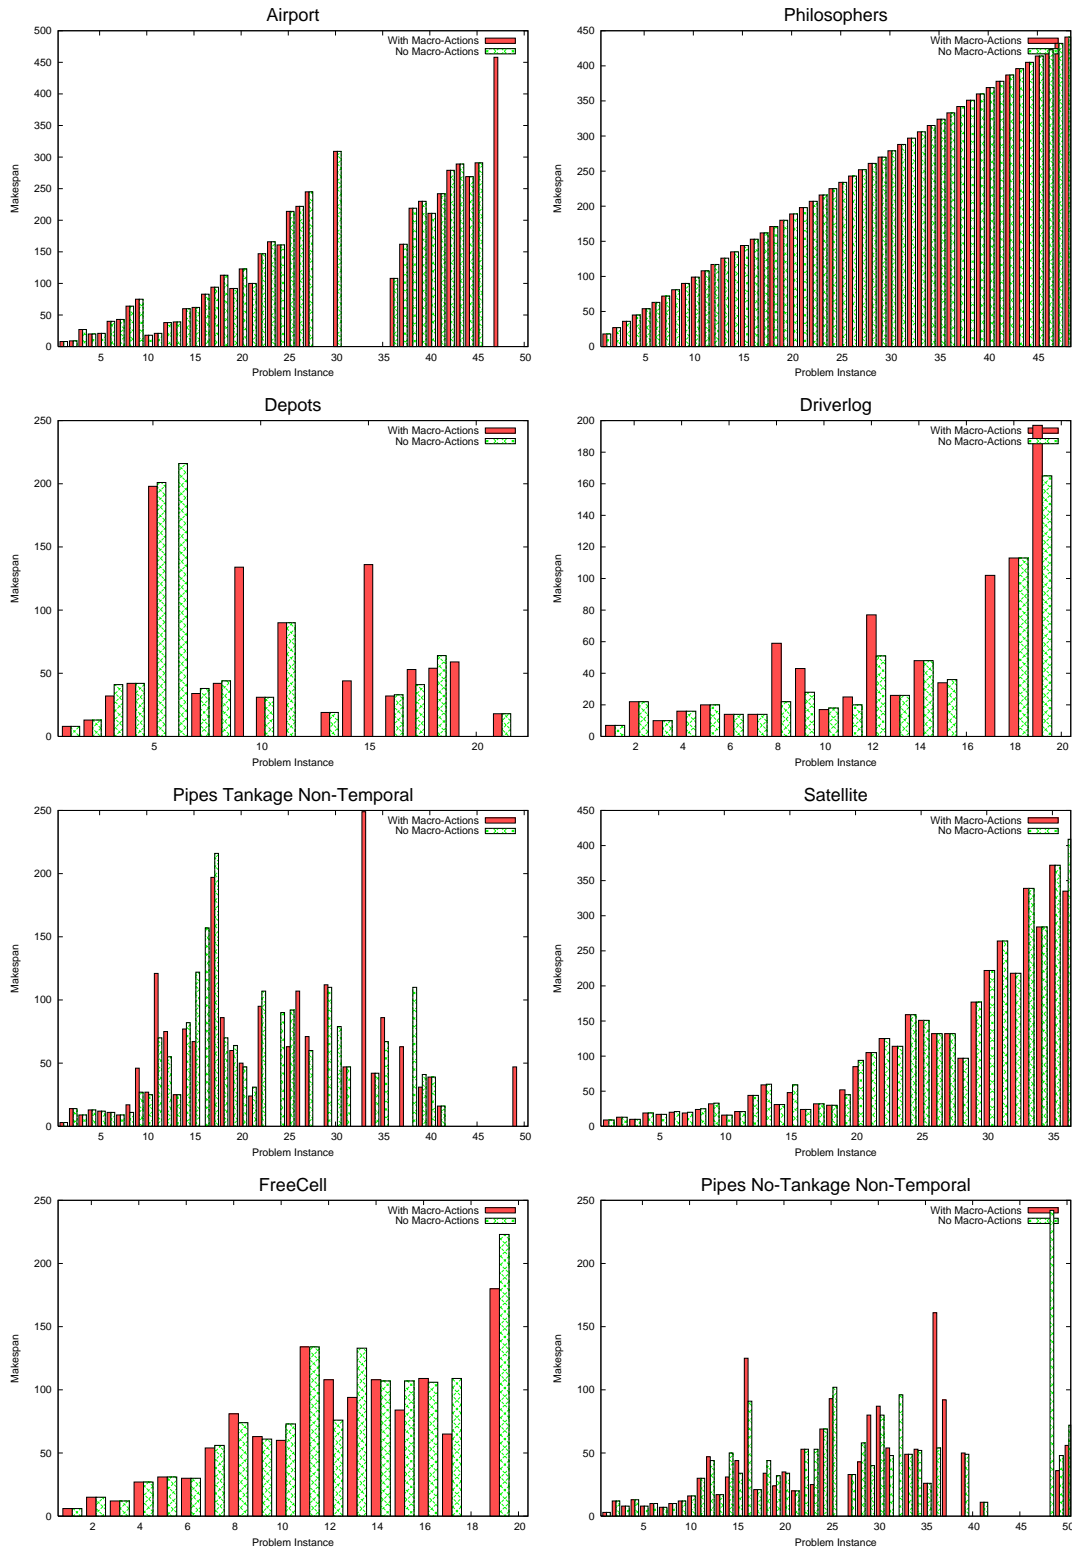 Airport
With Macro-Actions
No Macro-Actions
Makespan
500
450
400
350
300
250
200
150
100
50
0
5 10 15 20 25 30 35 40 45 50
Problem Instance
Philosophers
With Macro-Actions
No Macro-Actions
Makespan
450
400
350
300
250
200
150
100
50
0
5 10 15 20 25 30 35 40 45
Problem Instance
Depots
With Macro-Actions
No Macro-Actions
Makespan
250
200
150
100
50
0
5 10 15 20
Problem Instance
Driverlog
With Macro-Actions
No Macro-Actions
Makespan
200
180
160
140
120
100
80
60
40
20
0
2 4 6 8 10 12 14 16 18 20
Problem Instance
Pipes Tankage Non-Temporal
With Macro-Actions
No Macro-Actions
Makespan
250
200
150
100
50
0
5 10 15 20 25 30 35 40 45 50
Problem Instance
Satellite
With Macro-Actions
No Macro-Actions
Makespan
450
400
350
300
250
200
150
100
50
0
5 10 15 20 25 30 35
Problem Instance
FreeCell
With Macro-Actions
No Macro-Actions
Makespan
250
200
150
100
50
0
2 4 6 8 10 12 14 16 18 20
Problem Instance
Pipes No-Tankage Non-Temporal
With Macro-Actions
No Macro-Actions
Makespan
250
200
150
100
50
0
5 10 15 20 25 30 35 40 45 50
Problem Instance